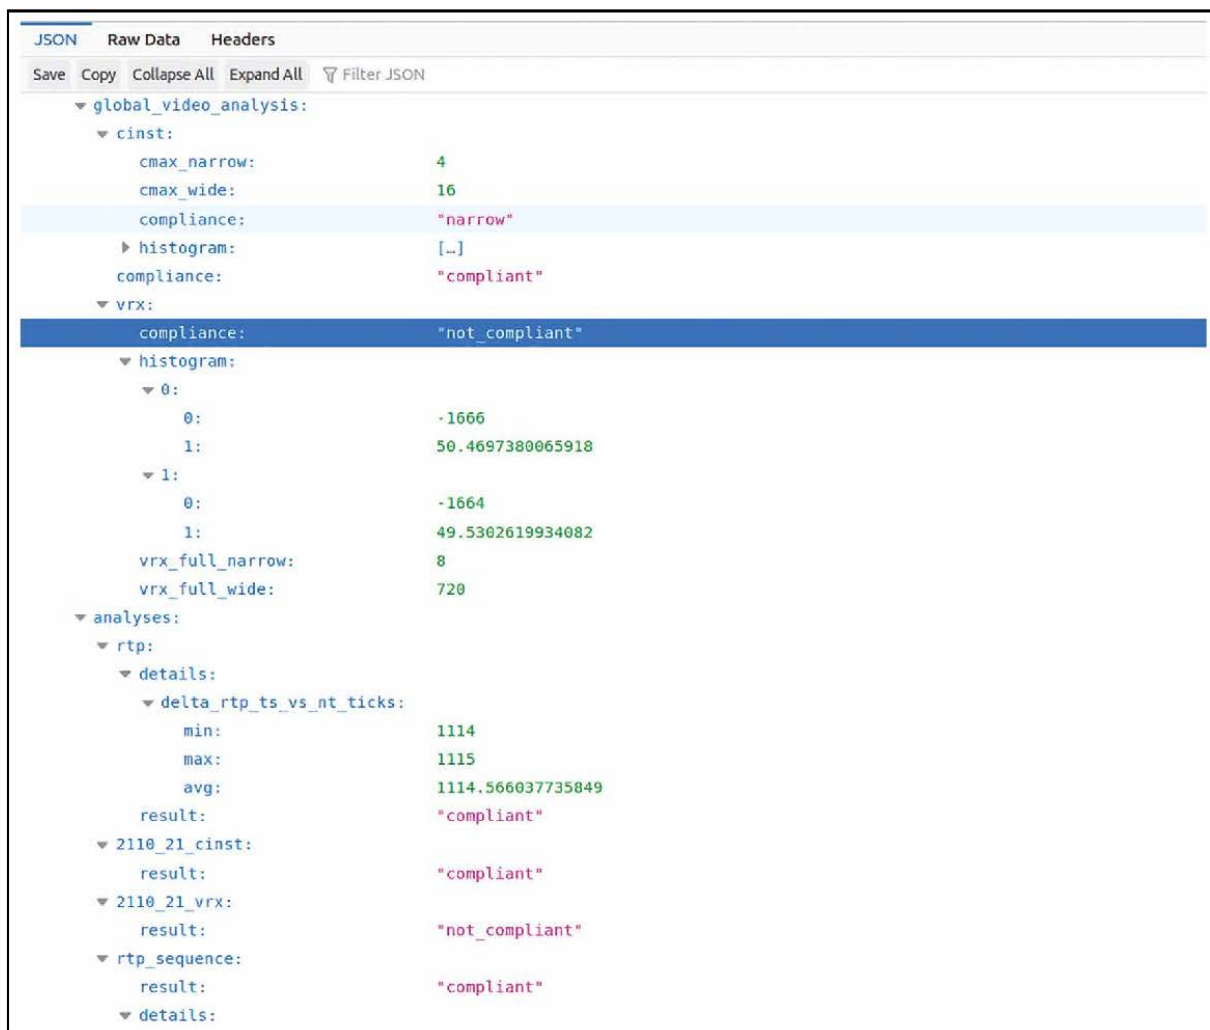 JSON Raw Data Headers
Save Copy Collapse All Expand All Filter JSON
global_video_analysis:
cinst:
cmax_narrow: 4
cmax_wide: 16
compliance: "narrow"
histogram: […]
compliance: "compliant"
vrx:
compliance: "not_compliant"
histogram:
0:
0: -1666
1: 50.4697380065918
1:
0: -1664
1: 49.5302619934082
vrx_full_narrow: 8
vrx_full_wide: 720
analyses:
rtp:
details:
delta_rtp_ts_vs_nt_ticks:
min: 1114
max: 1115
avg: 1114.566037735849
result: "compliant"
2110_21_cinst:
result: "compliant"
2110_21_vrx:
result: "not_compliant"
rtp_sequence:
result: "compliant"
details: